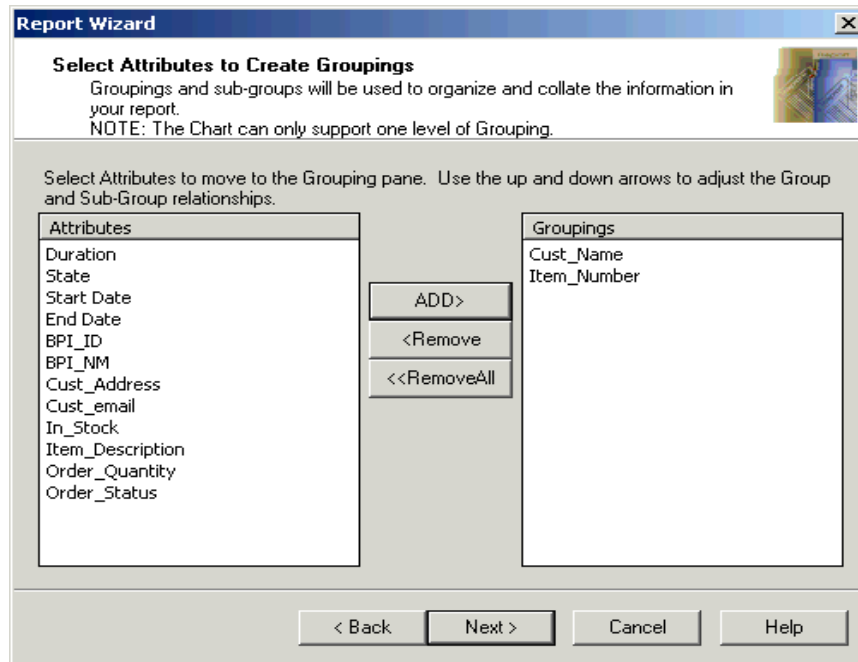 Report Wizard
Select Attributes to Create Groupings
Groupings and sub-groups will be used to organize and collate the information in
your report.
NOTE: The Chart can only support one level of Grouping.
Select Attributes to move to the Grouping pane. Use the up and down arrows to adjust the Group
and Sub-Group relationships.
Attributes
Duration
State
Start Date
End Date
BPI_ID
BPI_NM
Cust_Address
Cust_email
In_Stock
Item_Description
Order_Quantity
Order_Status
ADD>
<Remove
<<RemoveAll
Groupings
Cust_Name
Item_Number
< Back
Next >
Cancel
Help